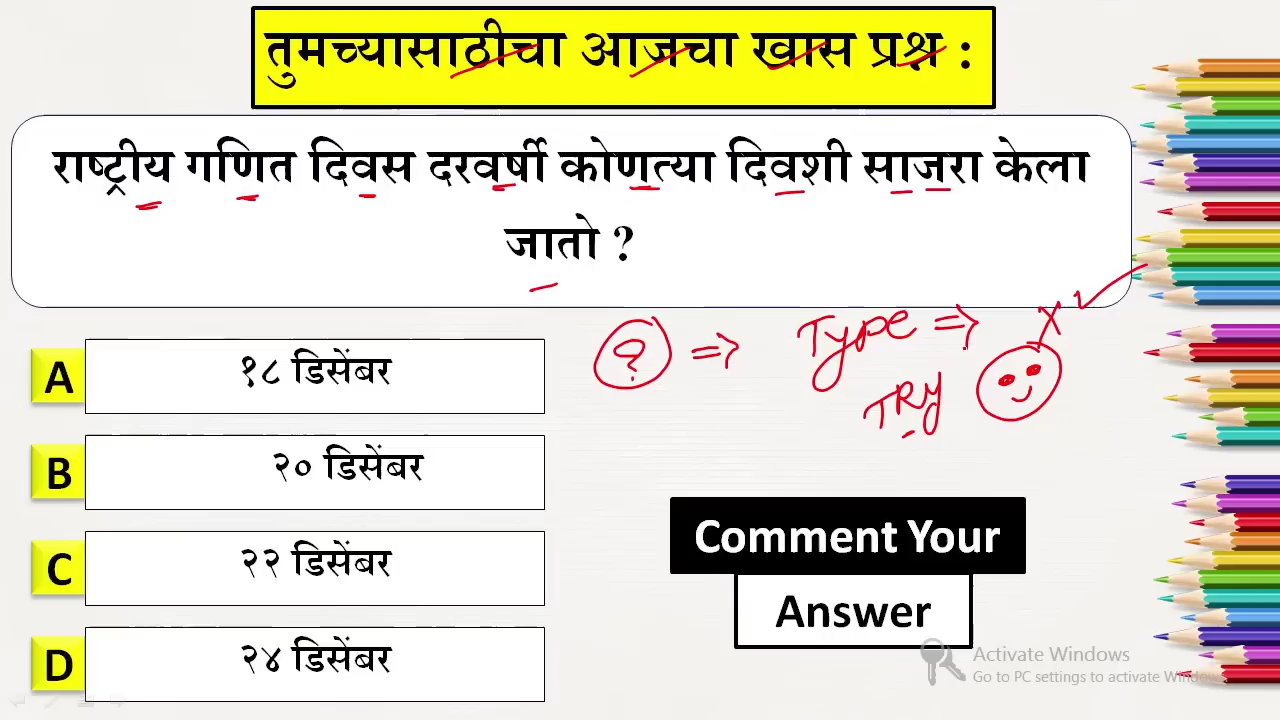 तुमच्यासाठीचा आजचा खास प्रश्न :
राष्ट्रीय गणित दिवस दरवर्षी कोणत्या दिवशी साजरा केला
जातो ?
? => Type =>
TRy
A १८ डिसेंबर
B २० डिसेंबर
C २२ डिसेंबर
D २४ डिसेंबर
Comment Your
Answer
Activate Windows
Go to PC settings to activate Windows.